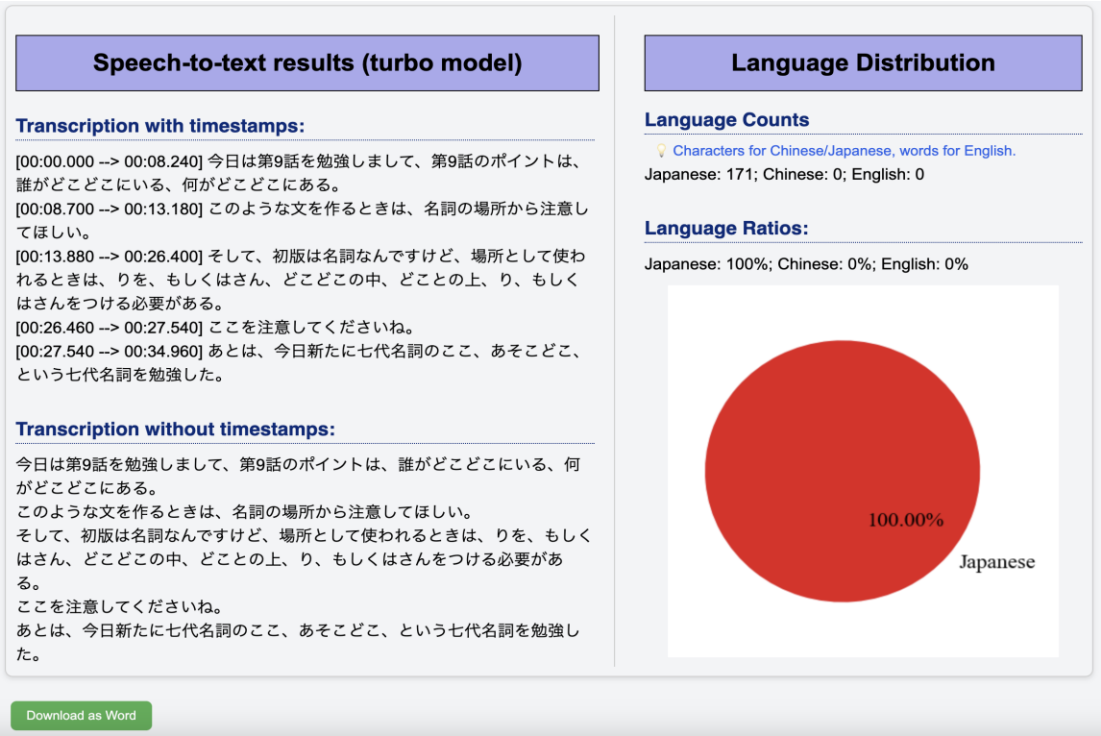 Speech-to-text results (turbo model)
Transcription with timestamps:
[00:00.000 --> 00:08.240] 今日は第9話を勉強しまして、第9話のポイントは、
誰がどこどこにいる、何がどこどこにある。
[00:08.700 --> 00:13.180] このような文を作るときは、名詞の場所から注意し
てほしい。
[00:13.880 --> 00:26.400] そして、初版は名詞なんですけど、場所として使わ
れるときは、りを、もしくはさん、どこどこの中、どことの上、り、もしく
はさんをつける必要がある。
[00:26.460 --> 00:27.540] ここを注意してくださいね。
[00:27.540 --> 00:34.960] あとは、今日新たに七代名詞のここ、あそこどこ、
という七代名詞を勉強した。
Transcription without timestamps:
今日は第9話を勉強しまして、第9話のポイントは、誰がどこどこにいる、何
がどこどこにある。
このような文を作るときは、名詞の場所から注意してほしい。
そして、初版は名詞なんですけど、場所として使われるときは、りを、もしく
はさん、どこどこの中、どことの上、り、もしくはさんをつける必要があ
る。
ここを注意してくださいね。
あとは、今日新たに七代名詞のここ、あそこどこ、という七代名詞を勉強し
た。
Language Distribution
Language Counts
Characters for Chinese/Japanese, words for English.
Japanese: 171; Chinese: 0; English: 0
Language Ratios:
Japanese: 100%; Chinese: 0%; English: 0%
100.00%
Japanese
Download as Word